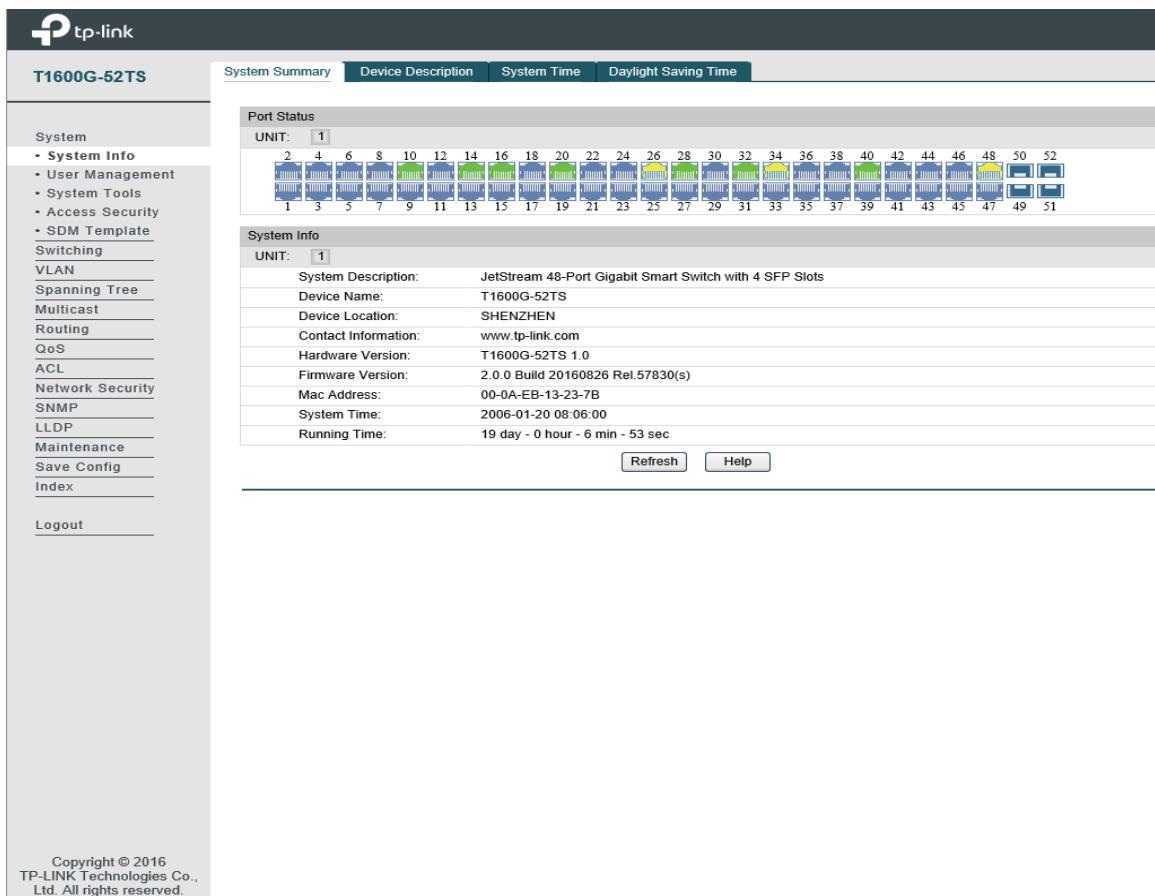 tp-link
T1600G-52TS
System Summary Device Description System Time Daylight Saving Time
System
• System Info
• User Management
• System Tools
• Access Security
• SDM Template
Switching
VLAN
Spanning Tree
Multicast
Routing
QoS
ACL
Network Security
SNMP
LLDP
Maintenance
Save Config
Index
Logout
Copyright © 2016
TP-LINK Technologies Co.,
Ltd. All rights reserved.
Port Status
UNIT: 1
2 4 6 8 10 12 14 16 18 20 22 24 26 28 30 32 34 36 38 40 42 44 46 48 50 52
1 3 5 7 9 11 13 15 17 19 21 23 25 27 29 31 33 35 37 39 41 43 45 47 49 51
System Info
UNIT: 1
System Description: JetStream 48-Port Gigabit Smart Switch with 4 SFP Slots
Device Name: T1600G-52TS
Device Location: SHENZHEN
Contact Information: www.tp-link.com
Hardware Version: T1600G-52TS 1.0
Firmware Version: 2.0.0 Build 20160826 Rel.57830(s)
Mac Address: 00-0A-EB-13-23-7B
System Time: 2006-01-20 08:06:00
Running Time: 19 day - 0 hour - 6 min - 53 sec
Refresh Help